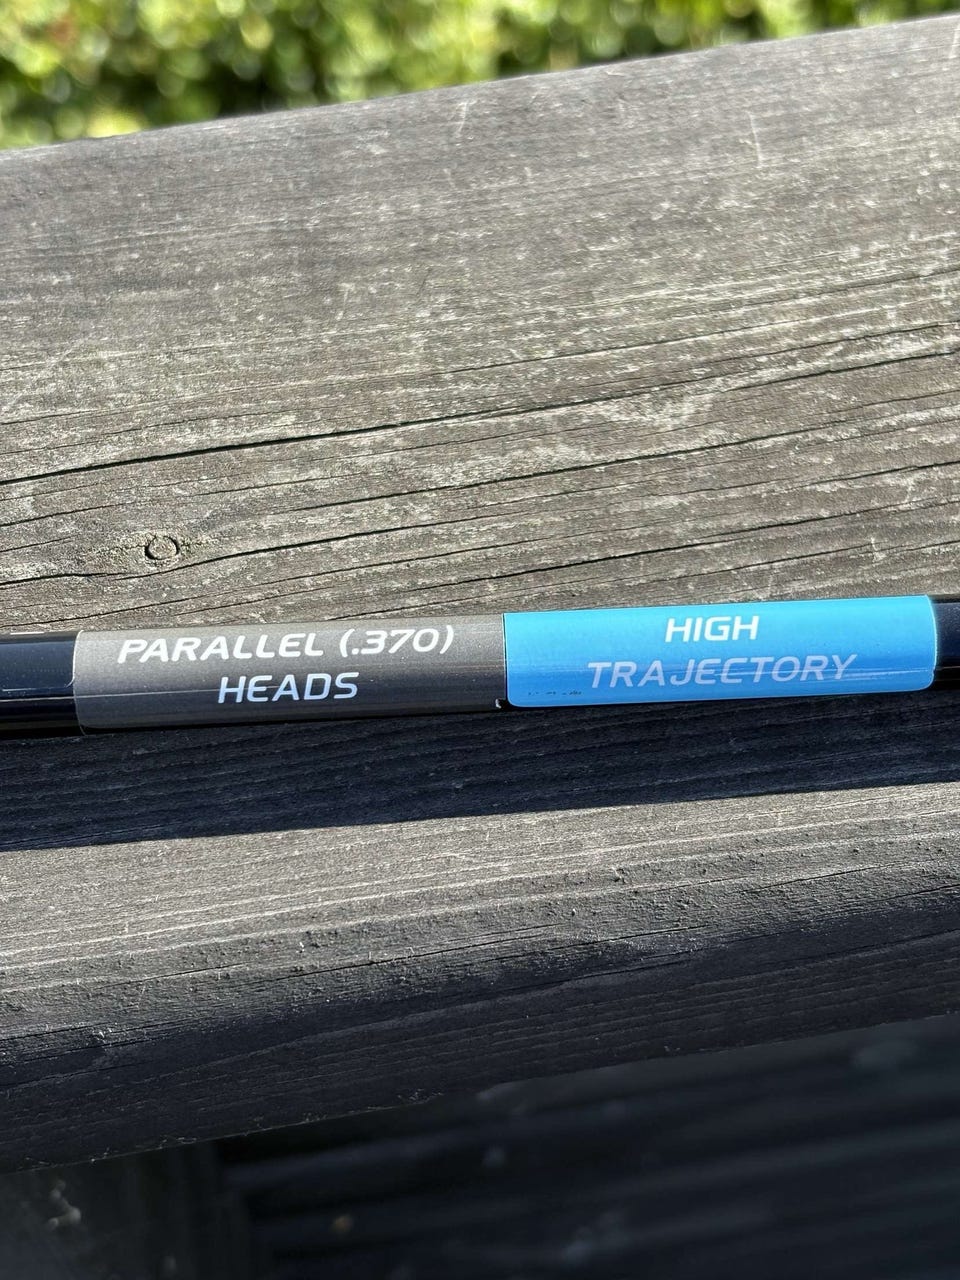 PARALLEL (.370)
HEADS
HIGH
TRAJECTORY